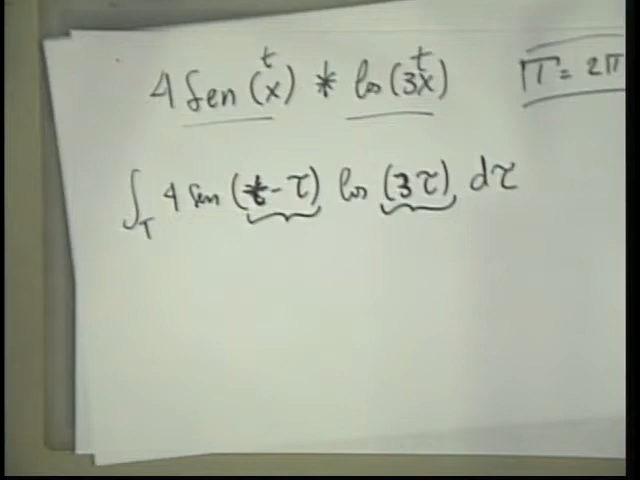 4 Sen (x) * cos (3x) T = 2π
t t
∫T 4 sen (t - τ) cos (3τ) dτ